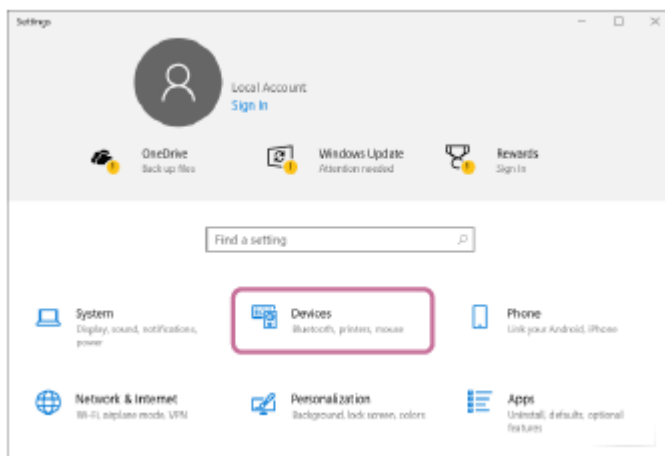 Settings
Local Account
Sign In
OneDrive
Back up files
Windows Update
Attention needed
Rewards
Sign In
Find a setting
System
Display, sound, notifications,
power
Devices
Bluetooth, printers, mouse
Phone
Link your Android, iPhone
Network & Internet
Wi-Fi, airplane mode, VPN
Personalization
Background, lock screen, colors
Apps
Uninstall, defaults, optional
features